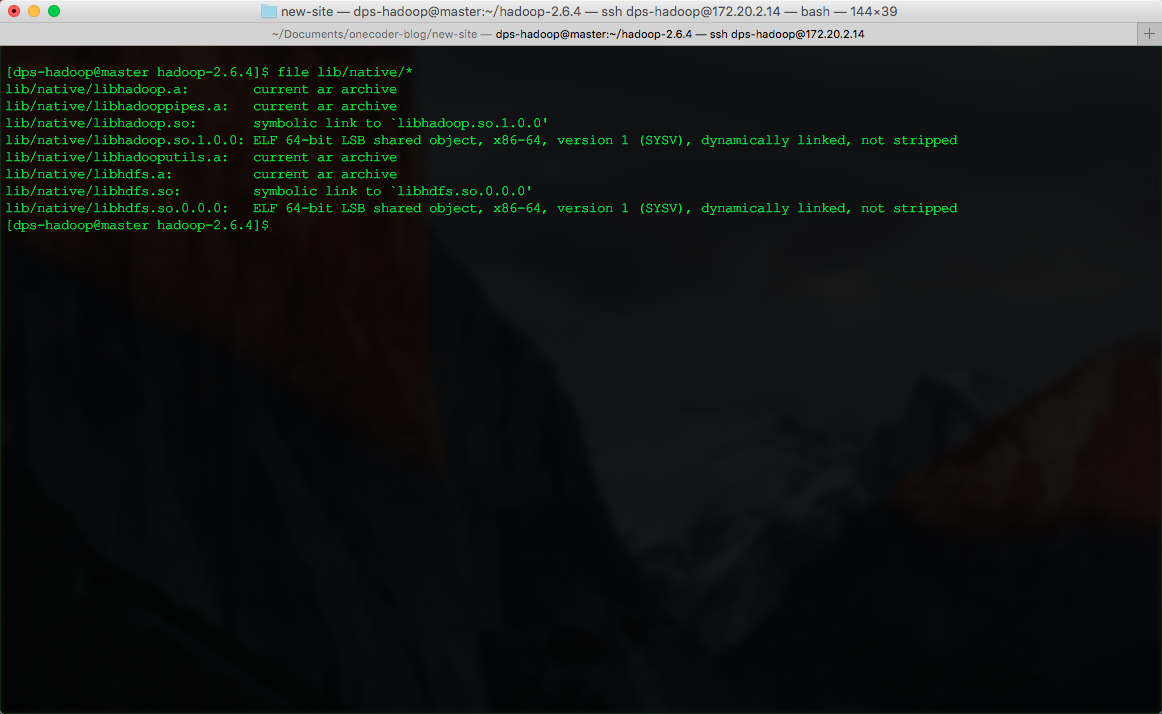 new-site — dps-hadoop@master:~/hadoop-2.6.4 — ssh dps-hadoop@172.20.2.14 — bash — 144×39
~/Documents/onecoder-blog/new-site — dps-hadoop@master:~/hadoop-2.6.4 — ssh dps-hadoop@172.20.2.14
[dps-hadoop@master hadoop-2.6.4]$ file lib/native/*
lib/native/libhadoop.a:        current ar archive
lib/native/libhadooppipes.a:   current ar archive
lib/native/libhadoop.so:       symbolic link to `libhadoop.so.1.0.0'
lib/native/libhadoop.so.1.0.0: ELF 64-bit LSB shared object, x86-64, version 1 (SYSV), dynamically linked, not stripped
lib/native/libhadooputils.a:   current ar archive
lib/native/libhdfs.a:          current ar archive
lib/native/libhdfs.so:         symbolic link to `libhdfs.so.0.0.0'
lib/native/libhdfs.so.0.0.0:   ELF 64-bit LSB shared object, x86-64, version 1 (SYSV), dynamically linked, not stripped
[dps-hadoop@master hadoop-2.6.4]$